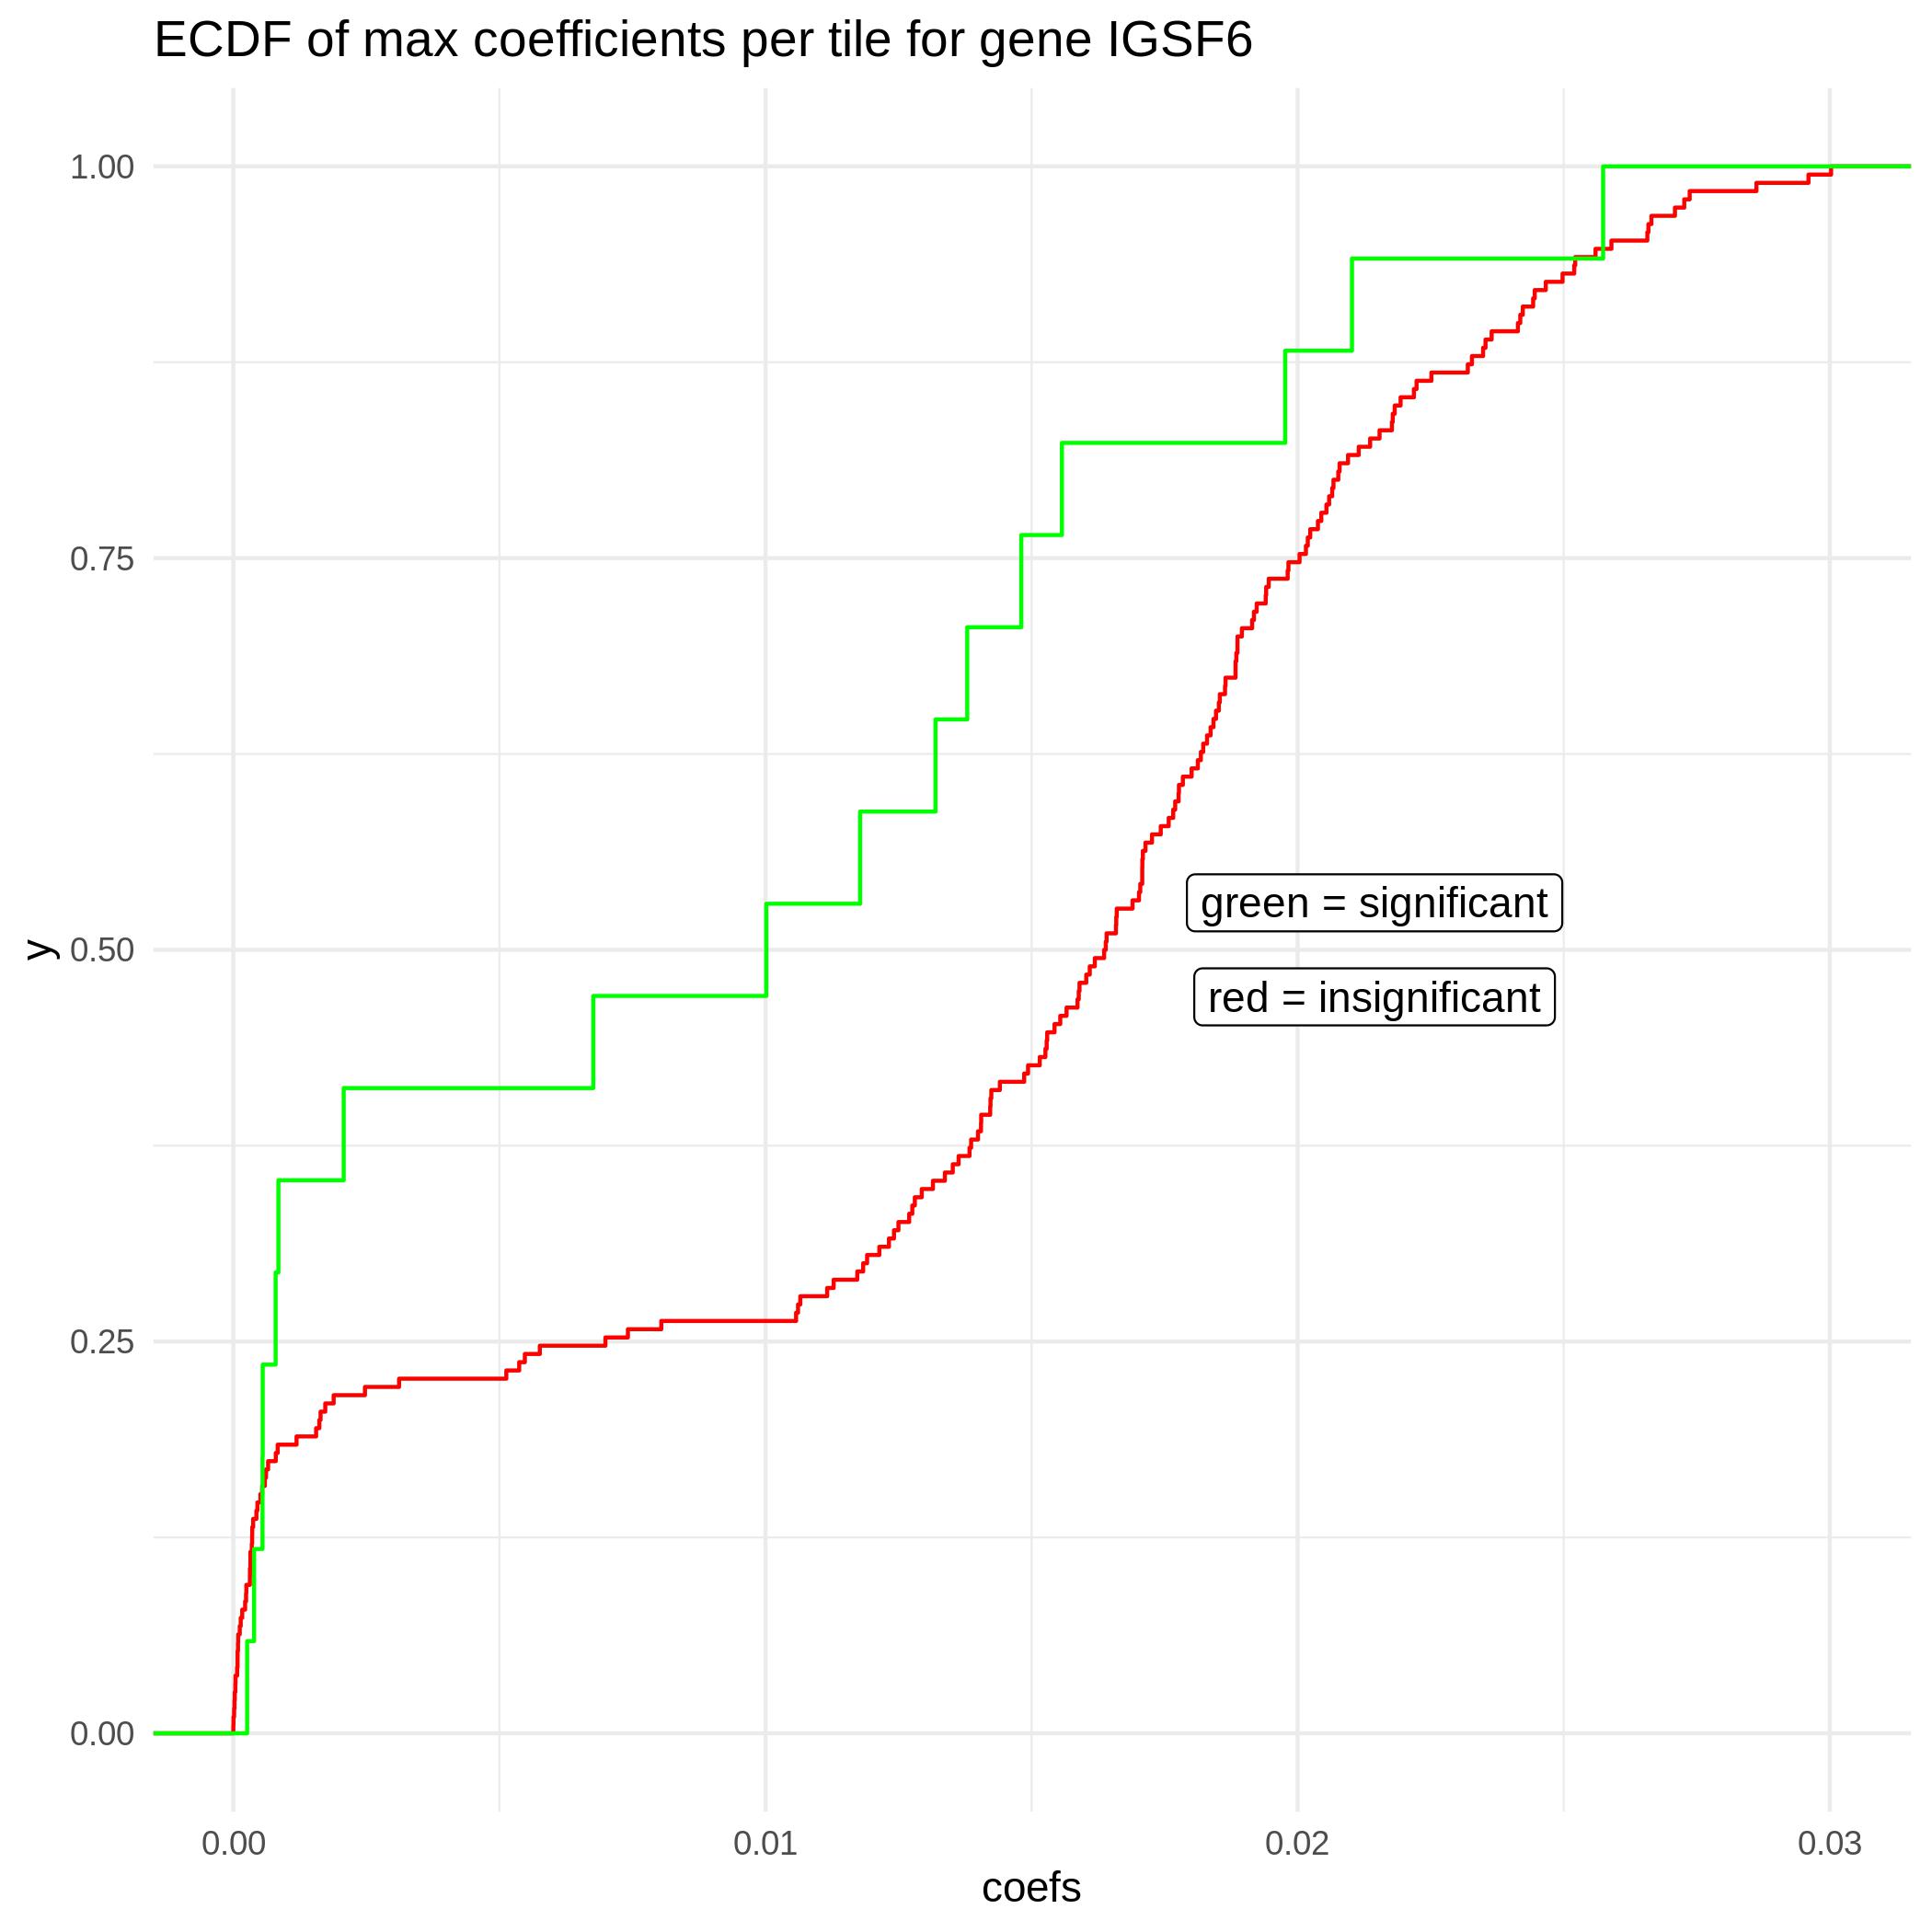 ECDF of max coefficients per tile for gene IGSF6
1.00
0.75
0.50
0.25
0.00
y
green = significant
red = insignificant
0.00
0.01
0.02
0.03
coefs